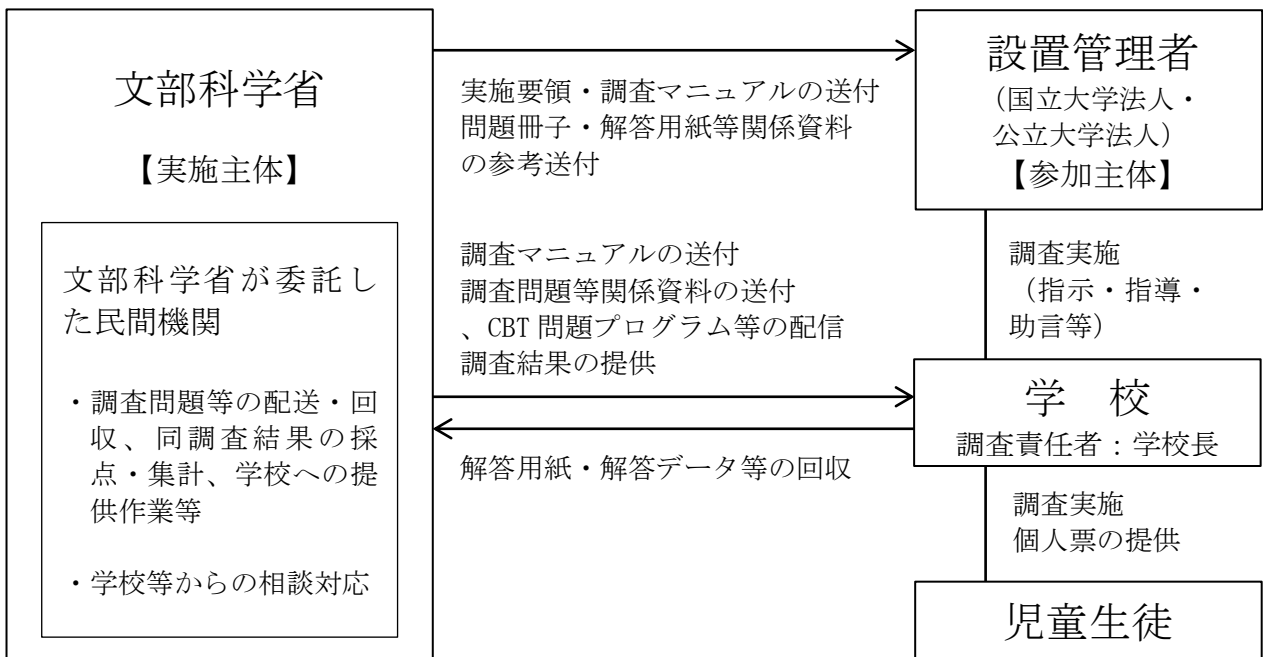 文部科学省
【実施主体】
文部科学省が委託し
た民間機関
・調査問題等の配送・回
収、同調査結果の採
点・集計、学校への提
供作業等
・学校等からの相談対応
実施要領・調査マニュアルの送付
問題冊子・解答用紙等関係資料
の参考送付
調査マニュアルの送付
調査問題等関係資料の送付
、CBT 問題プログラム等の配信
調査結果の提供
解答用紙・解答データ等の回収
設置管理者
(国立大学法人・
公立大学法人)
【参加主体】
調査実施
(指示・指導・
助言等)
学 校
調査責任者：学校長
調査実施
個人票の提供
児童生徒